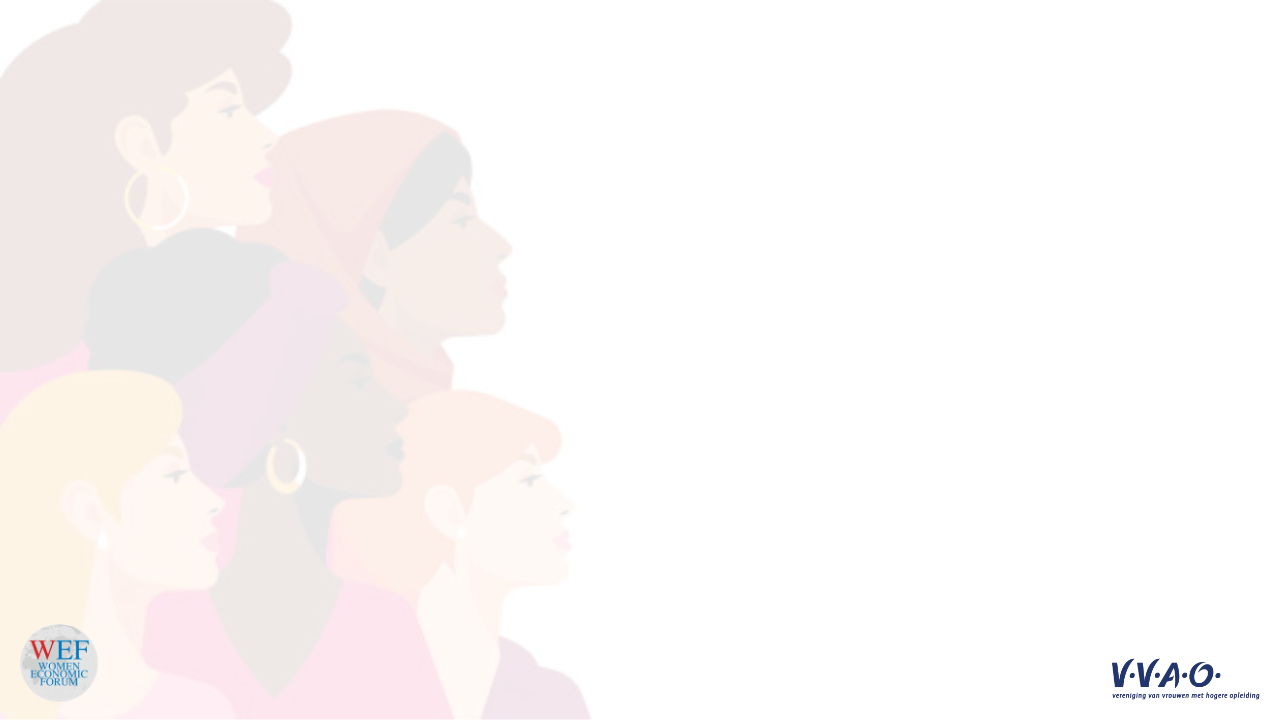 WEF
WOMEN
ECONOMIC
FORUM
V·V·A·O·
vereniging van vrouwen met hogere opleiding